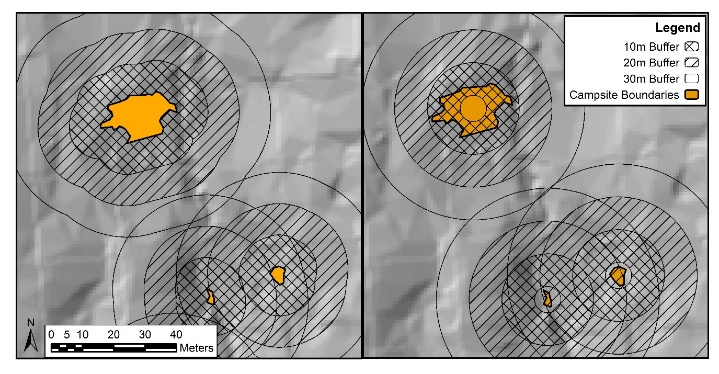 Legend
10m Buffer
20m Buffer
30m Buffer
Campsite Boundaries
N
0 5 10 20 30 40
Meters